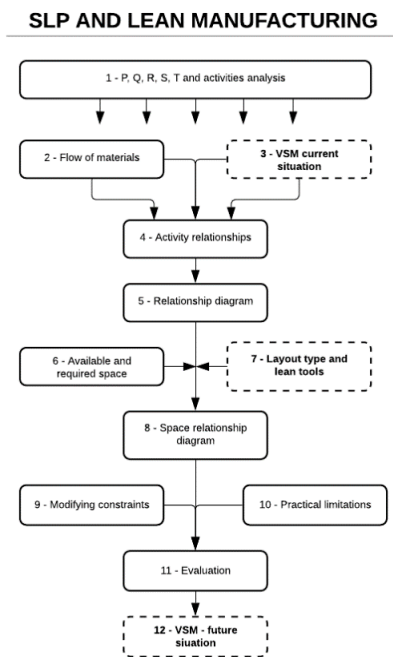 SLP AND LEAN MANUFACTURING
1 - P, Q, R, S, T and activities analysis
2 - Flow of materials
3 - VSM current
situation
4 - Activity relationships
5 - Relationship diagram
6 - Available and
required space
7 - Layout type and
lean tools
8 - Space relationship
diagram
9 - Modifying constraints
10 - Practical limitations
11 - Evaluation
12 - VSM - future
siuation